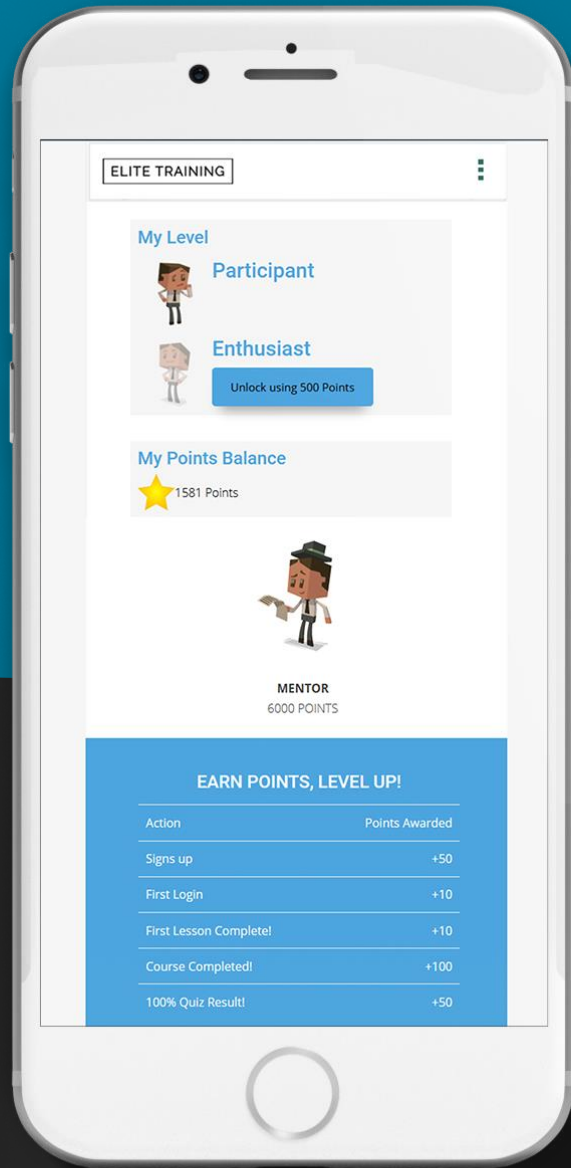 ELITE TRAINING
My Level
Participant
Enthusiast
Unlock using 500 Points
My Points Balance
1581 Points
MENTOR
6000 POINTS
EARN POINTS, LEVEL UP!
Action Points Awarded
Signs up +50
First Login +10
First Lesson Complete! +10
Course Completed! +100
100% Quiz Result! +50